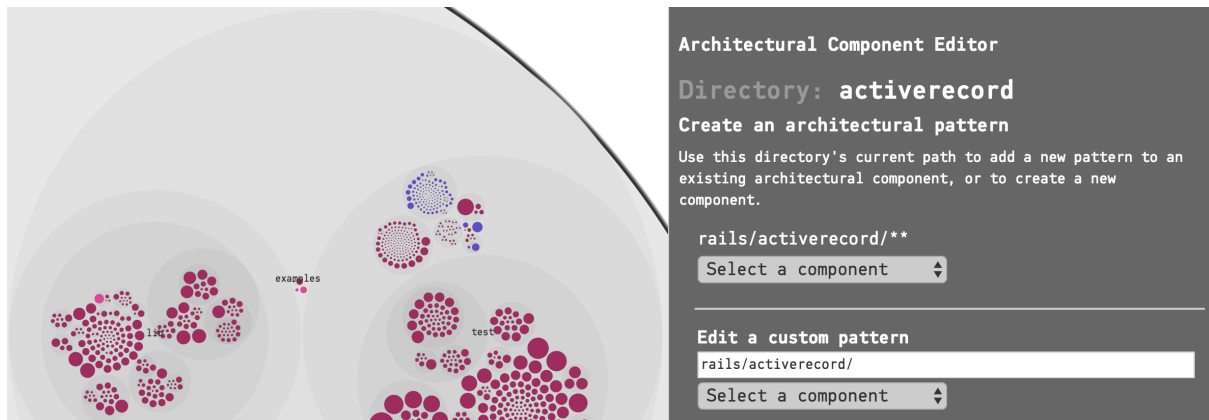 examples
lib
test
Architectural Component Editor
Directory: activerecord
Create an architectural pattern
Use this directory's current path to add a new pattern to an
existing architectural component, or to create a new
component.
rails/activerecord/**
Select a component
Edit a custom pattern
rails/activerecord/
Select a component